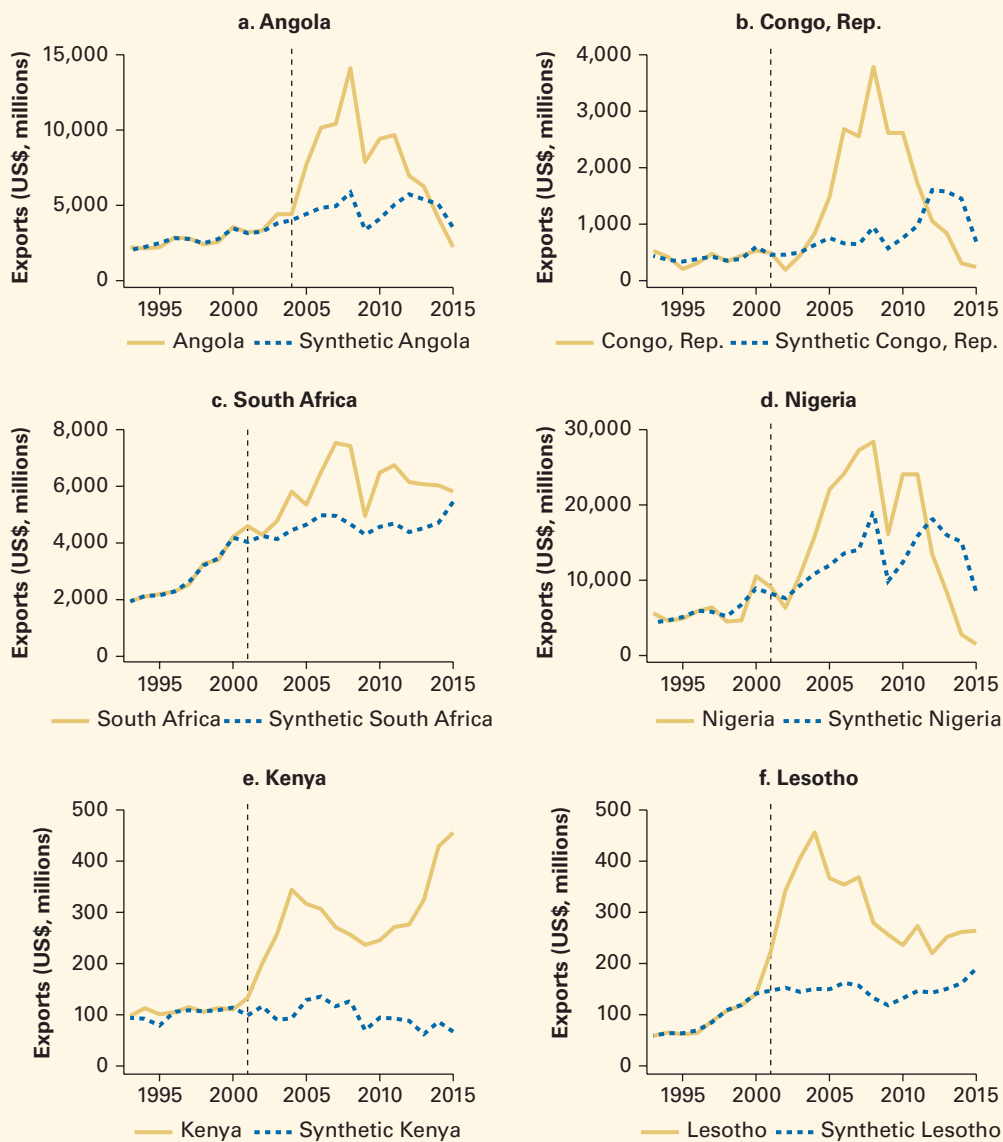 a. Angola
Exports (US$, millions)
15,000
10,000
5,000
0
1995 2000 2005 2010 2015
Angola Synthetic Angola
b. Congo, Rep.
Exports (US$, millions)
4,000
3,000
2,000
1,000
0
1995 2000 2005 2010 2015
Congo, Rep. Synthetic Congo, Rep.
c. South Africa
Exports (US$, millions)
8,000
6,000
4,000
2,000
0
1995 2000 2005 2010 2015
South Africa Synthetic South Africa
d. Nigeria
Exports (US$, millions)
30,000
20,000
10,000
0
1995 2000 2005 2010 2015
Nigeria Synthetic Nigeria
e. Kenya
Exports (US$, millions)
500
400
300
200
100
0
1995 2000 2005 2010 2015
Kenya Synthetic Kenya
f. Lesotho
Exports (US$, millions)
500
400
300
200
100
0
1995 2000 2005 2010 2015
Lesotho Synthetic Lesotho